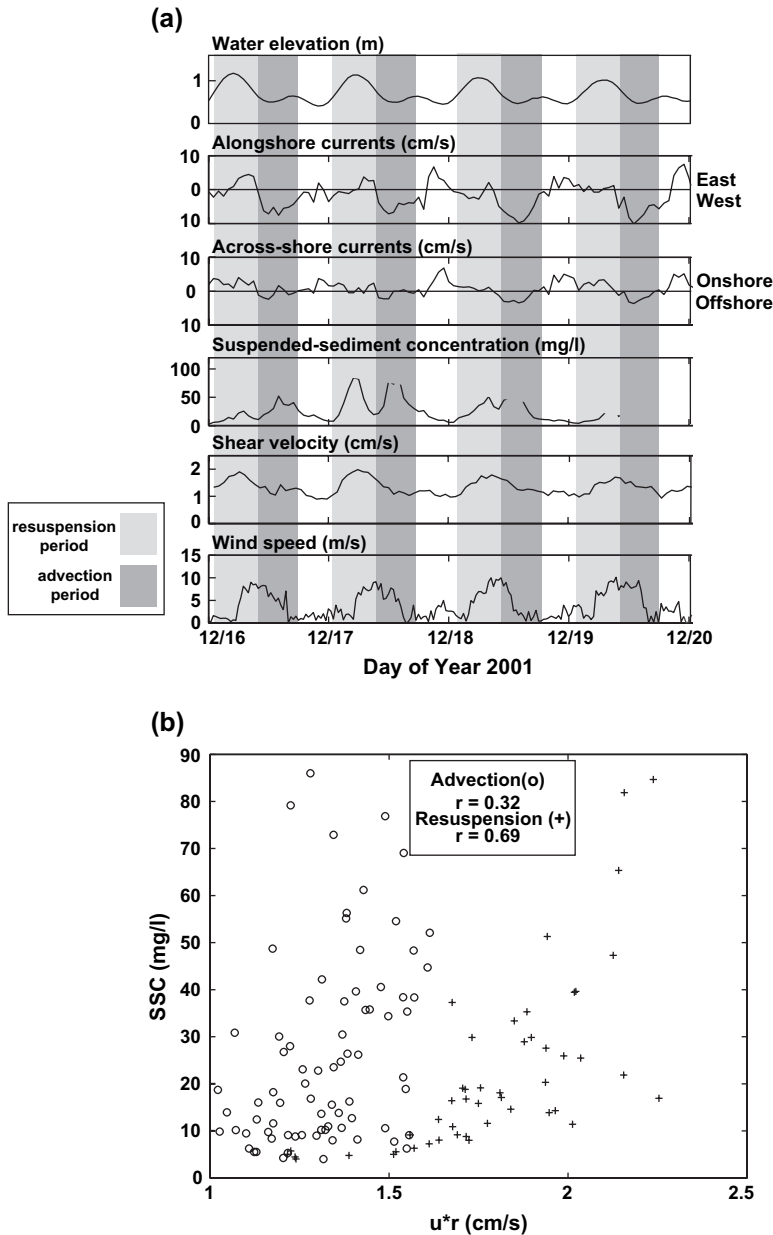 (a)
Water elevation (m)
1
0
Alongshore currents (cm/s)
10
0
10
East
West
Across-shore currents (cm/s)
10
0
10
Onshore
Offshore
Suspended-sediment concentration (mg/l)
100
50
0
Shear velocity (cm/s)
2
1
0
resuspension
period
advection
period
Wind speed (m/s)
15
10
5
0
12/16 12/17 12/18 12/19 12/20
Day of Year 2001
(b)
90
80
70
60
50
40
30
20
10
0
SSC (mg/l)
Advection(o)
r = 0.32
Resuspension (+)
r = 0.69
1 1.5 2 2.5
u*r (cm/s)